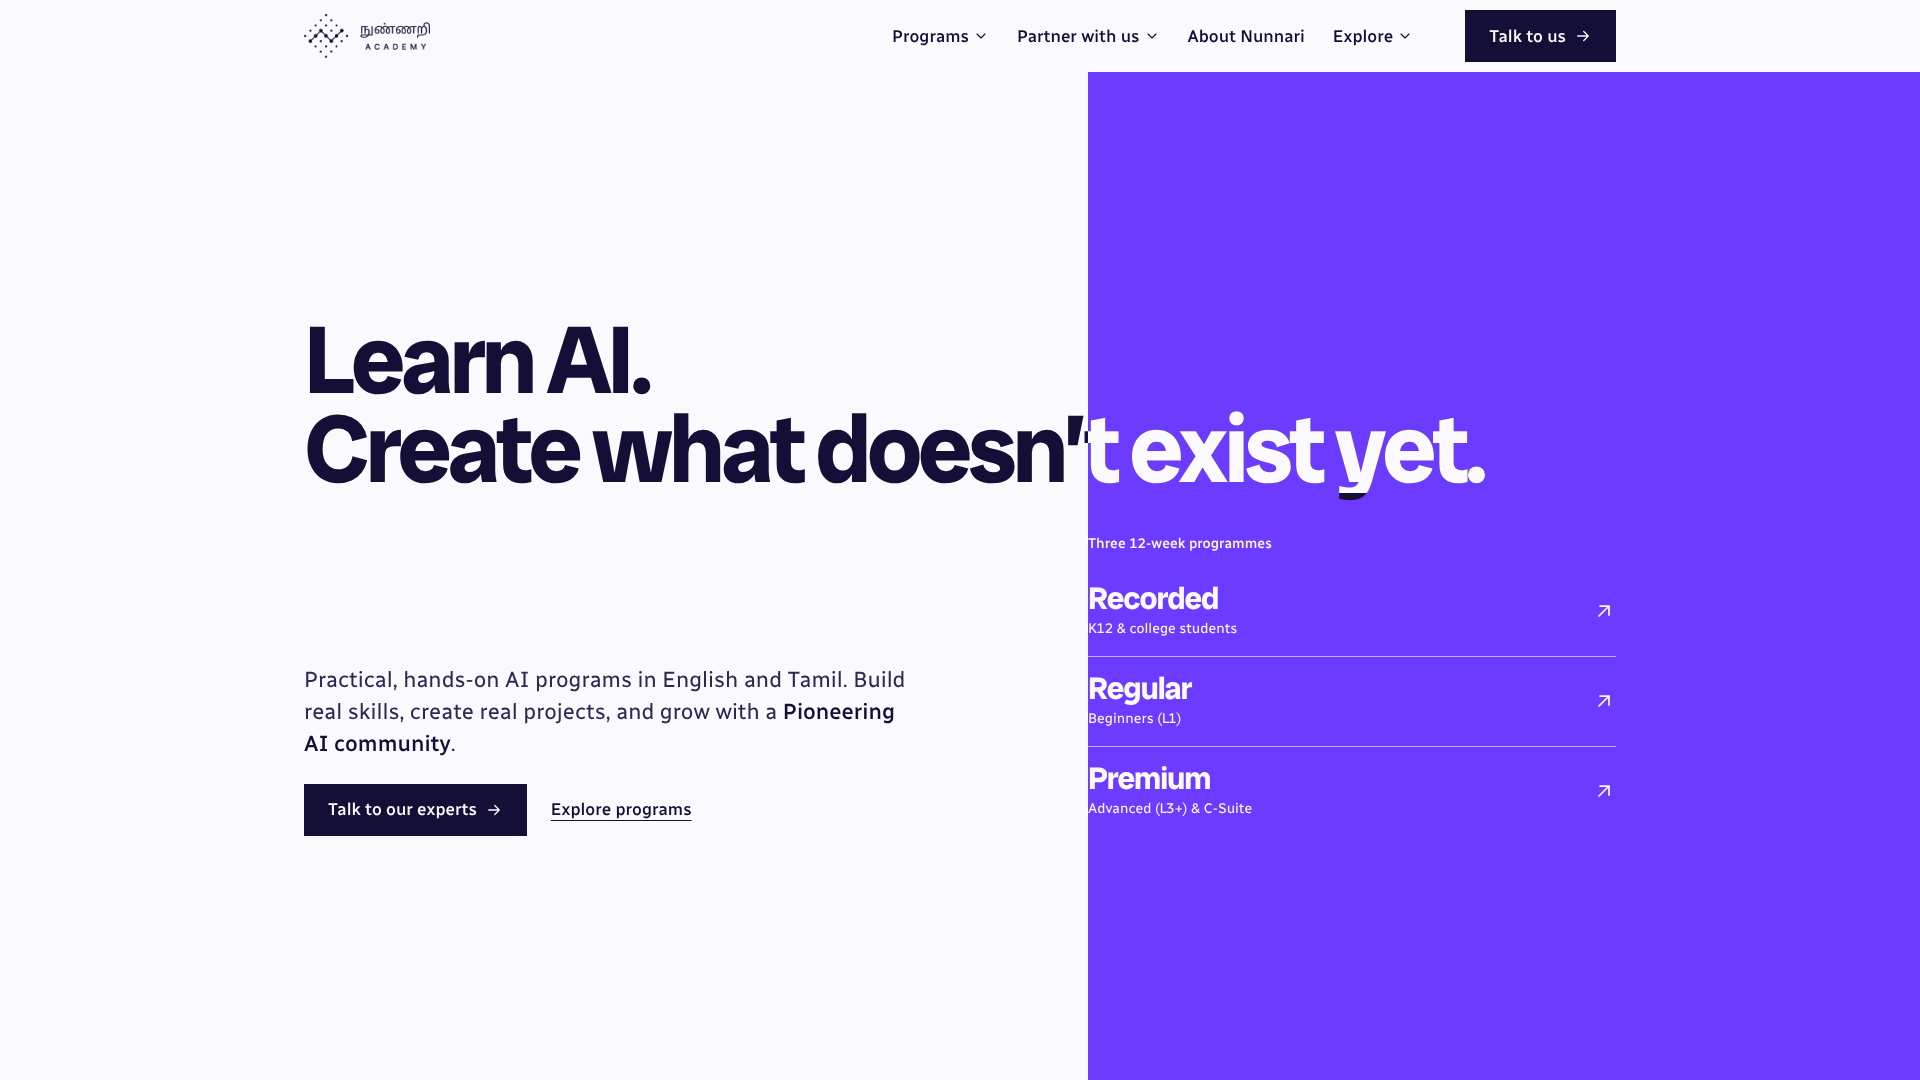 நுண்ணறி
ACADEMY
Programs
Partner with us
About Nunnari
Explore
Talk to us
Learn AI.
Create what doesn't exist yet.
Three 12-week programmes
Recorded
K12 & college students
Regular
Beginners (L1)
Premium
Advanced (L3+) & C-Suite
Practical, hands-on AI programs in English and Tamil. Build
real skills, create real projects, and grow with a Pioneering
AI community.
Talk to our experts
Explore programs